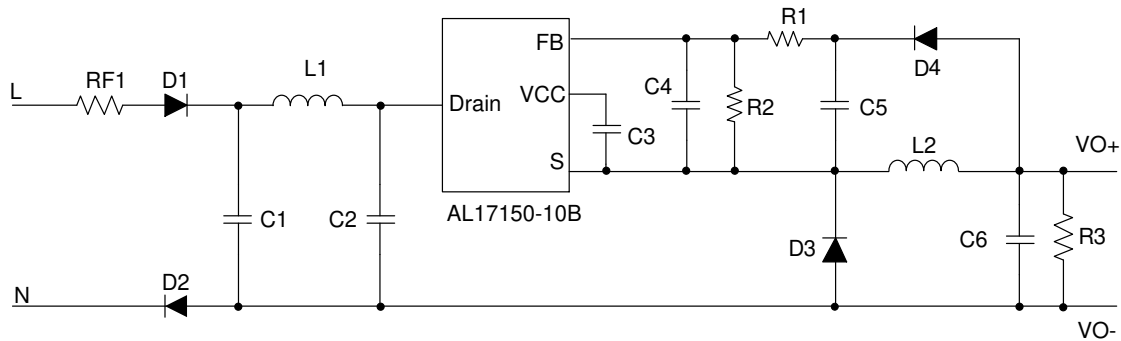 L
RF1
D1
L1
Drain
FB
VCC
S
AL17150-10B
C3
C4
R2
R1
C5
D4
L2
VO+
C1
C2
D3
C6
R3
N
D2
VO-